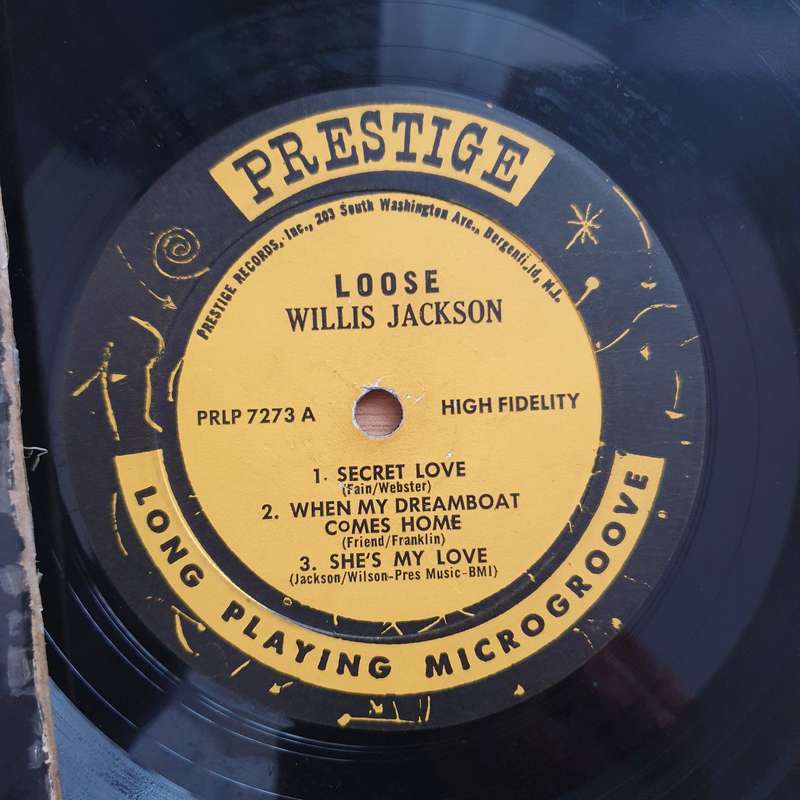 PRESTIGE
PRESTIGE RECORDS, Inc., 203 South Washington Ave., Bergenfield, N.J.
LOOSE
WILLIS JACKSON
PRLP 7273 A
HIGH FIDELITY
1. SECRET LOVE
(Fain/Webster)
2. WHEN MY DREAMBOAT
COMES HOME
(Friend/Franklin)
3. SHE'S MY LOVE
(Jackson/Wilson-Pres Music-BMI)
LONG PLAYING MICROGROOVE